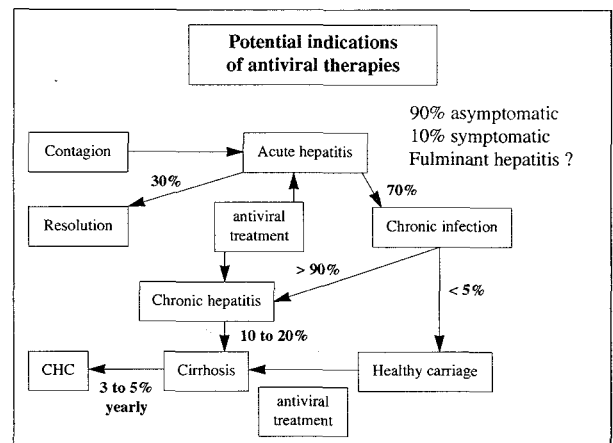 Potential indications
of antiviral therapies
90% asymptomatic
10% symptomatic
Fulminant hepatitis ?
Contagion
Acute hepatitis
30%
70%
Resolution
antiviral
treatment
Chronic infection
> 90%
< 5%
Chronic hepatitis
10 to 20%
CHC
3 to 5%
yearly
Cirrhosis
Healthy carriage
antiviral
treatment